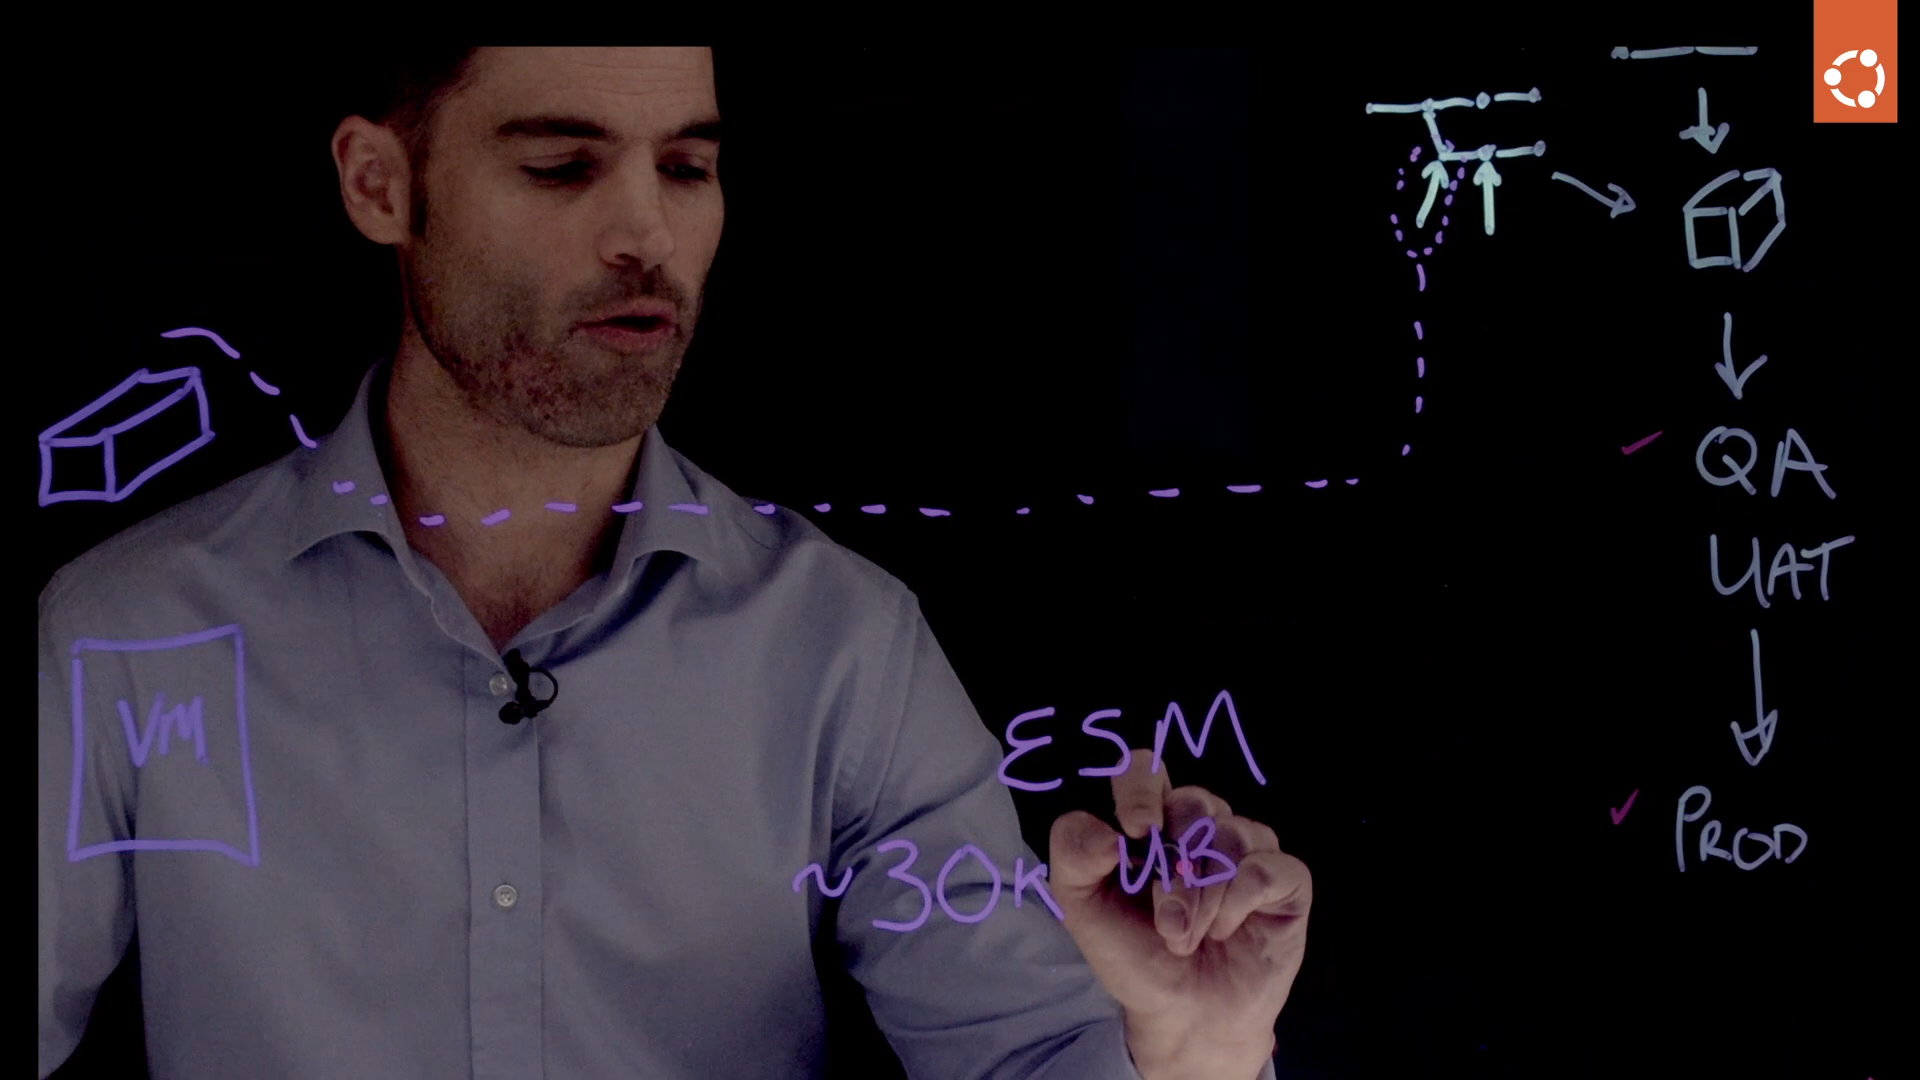 QA
UAT
VM
ESM
~30K UB
PROD